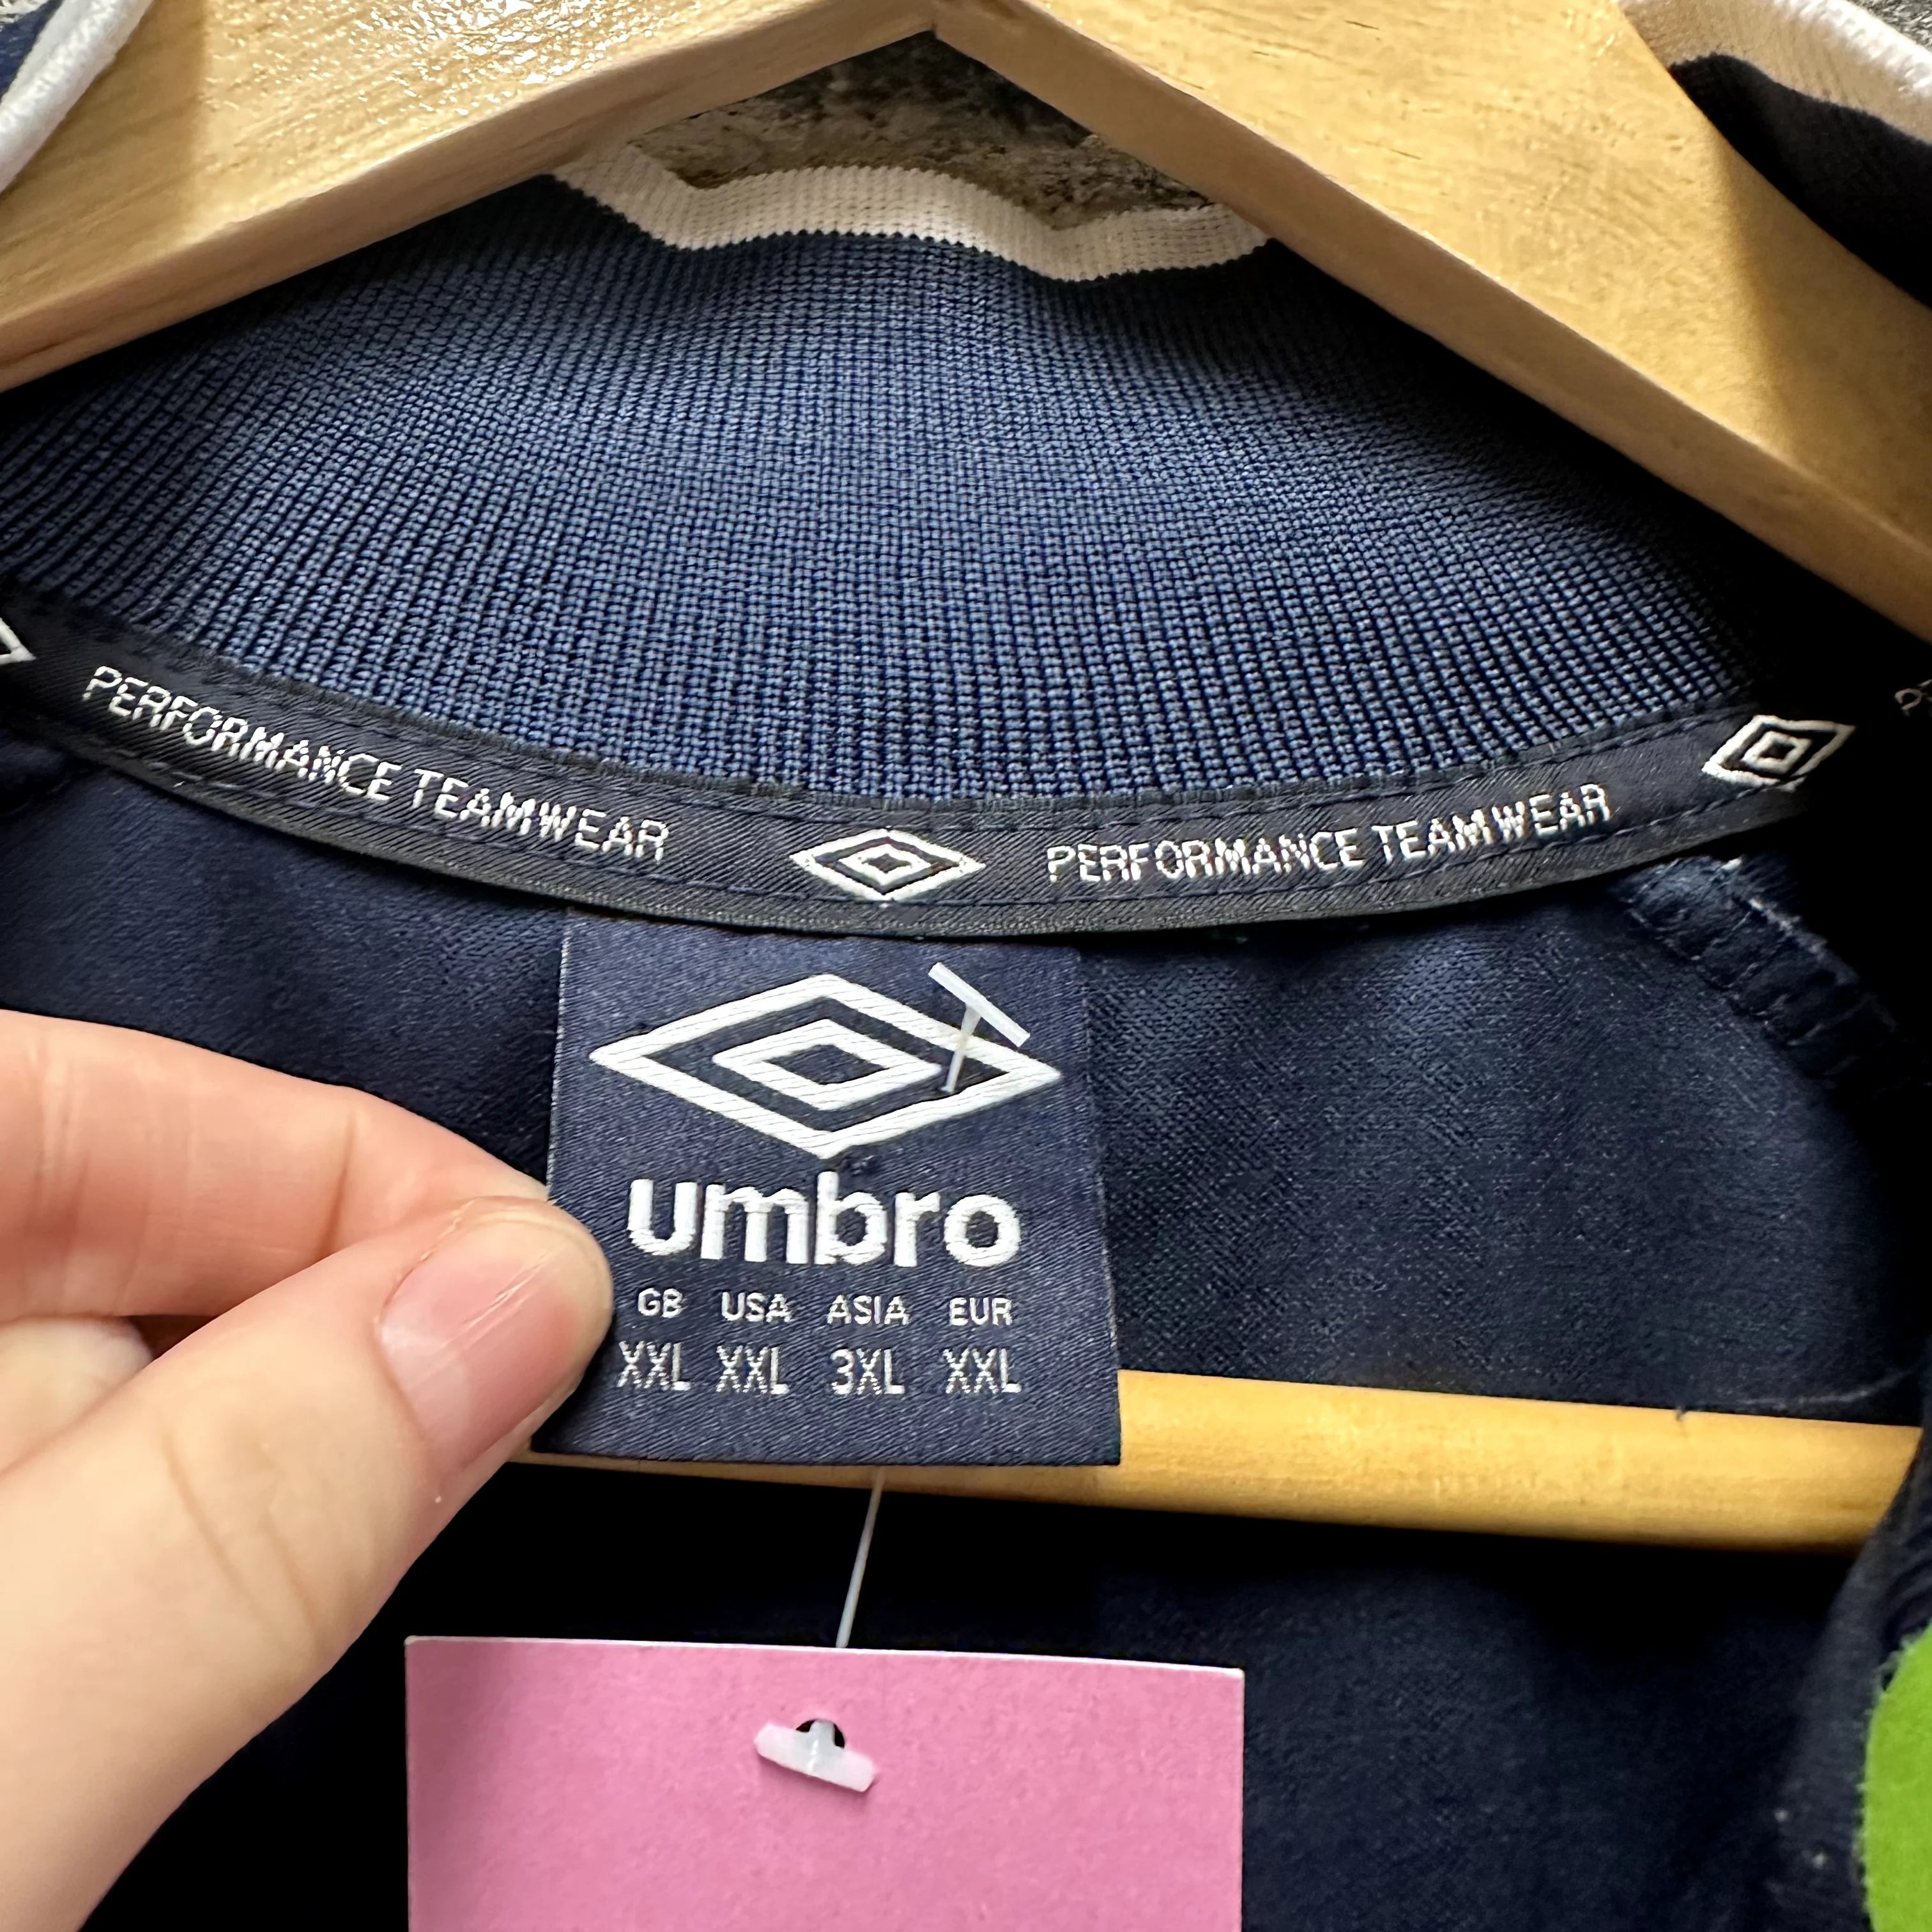 PERFORMANCE TEAMWEAR PERFORMANCE TEAMWEAR
umbro
GB USA ASIA EUR
XXL XXL 3XL XXL